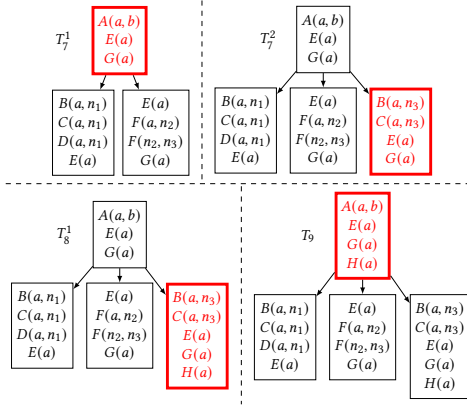 T_7^1
A(a, b)
E(a)
G(a)
B(a, n_1)
C(a, n_1)
D(a, n_1)
E(a)
E(a)
F(a, n_2)
F(n_2, n_3)
G(a)
T_7^2
A(a, b)
E(a)
G(a)
B(a, n_1)
C(a, n_1)
D(a, n_1)
E(a)
E(a)
F(a, n_2)
F(n_2, n_3)
G(a)
B(a, n_3)
C(a, n_3)
E(a)
G(a)
T_8^1
A(a, b)
E(a)
G(a)
B(a, n_1)
C(a, n_1)
D(a, n_1)
E(a)
E(a)
F(a, n_2)
F(n_2, n_3)
G(a)
B(a, n_3)
C(a, n_3)
E(a)
G(a)
H(a)
T_9
A(a, b)
E(a)
G(a)
H(a)
B(a, n_1)
C(a, n_1)
D(a, n_1)
E(a)
E(a)
F(a, n_2)
F(n_2, n_3)
G(a)
B(a, n_3)
C(a, n_3)
E(a)
G(a)
H(a)